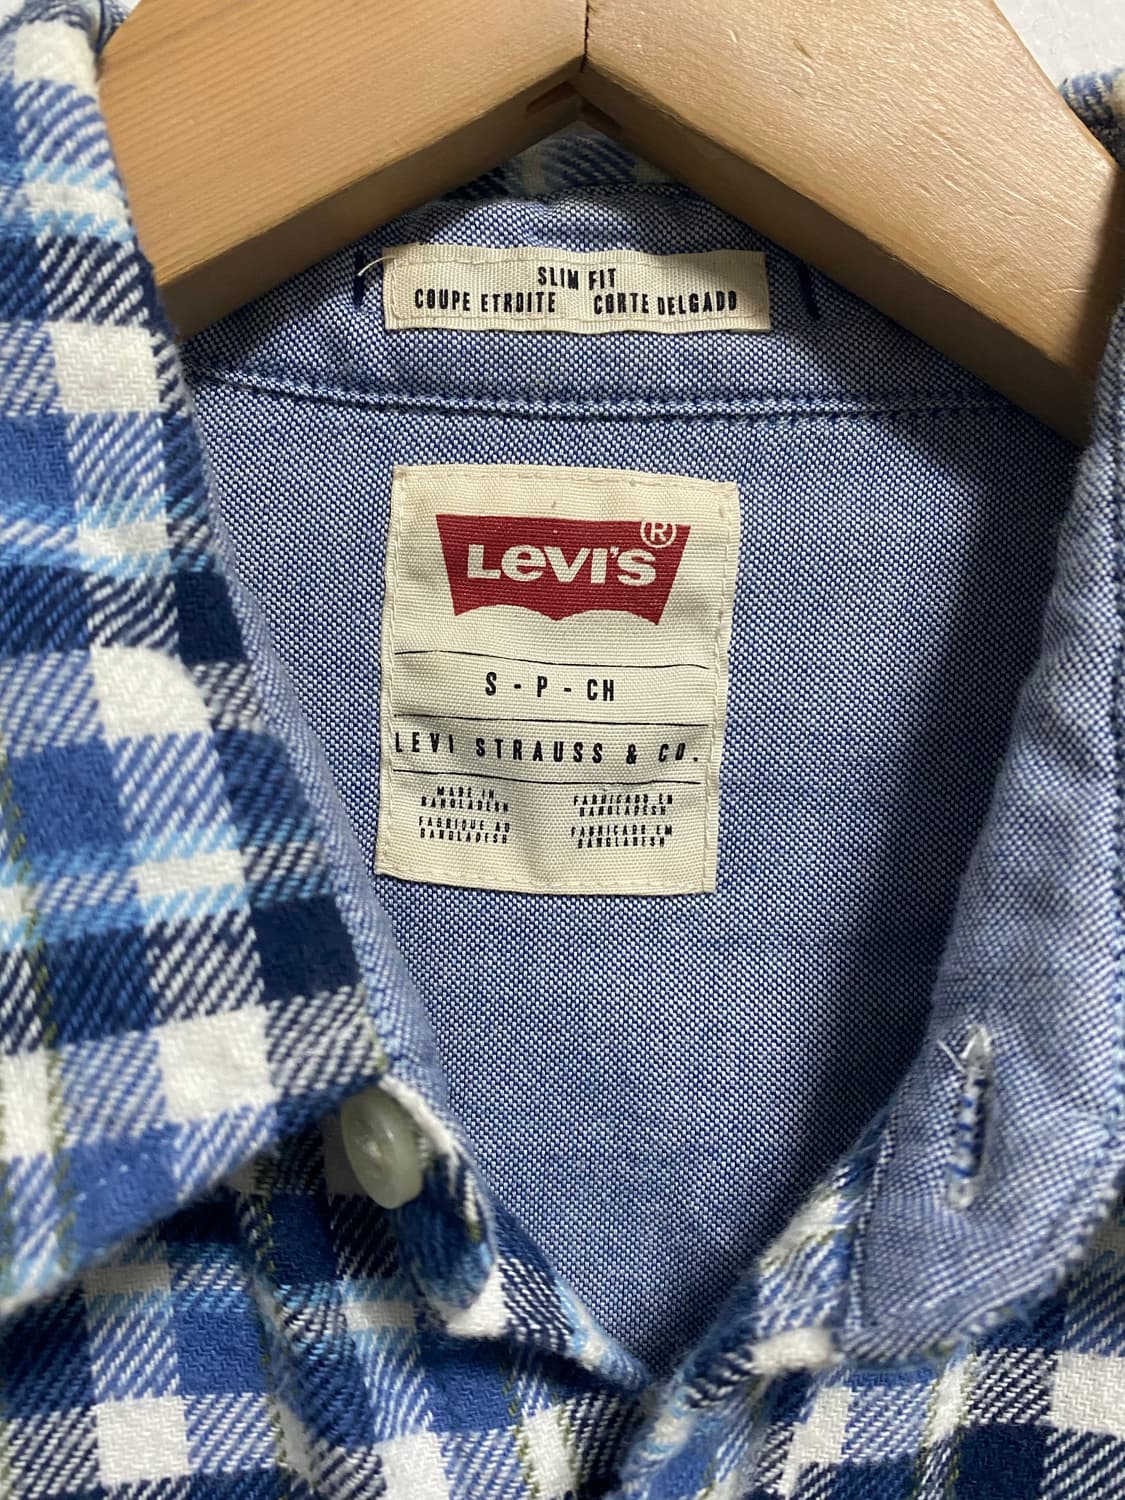 SLIM FIT
COUPE ETROITE CORTE DELGADO
LEVI'S®
S - P - CH
LEVI STRAUSS & CO.
MADE IN
BANGLADESH
FABRIQUE AU
BANGLADESH
FABRICADO EN
BANGLADESH
FABRICADO EM
BANGLADESH